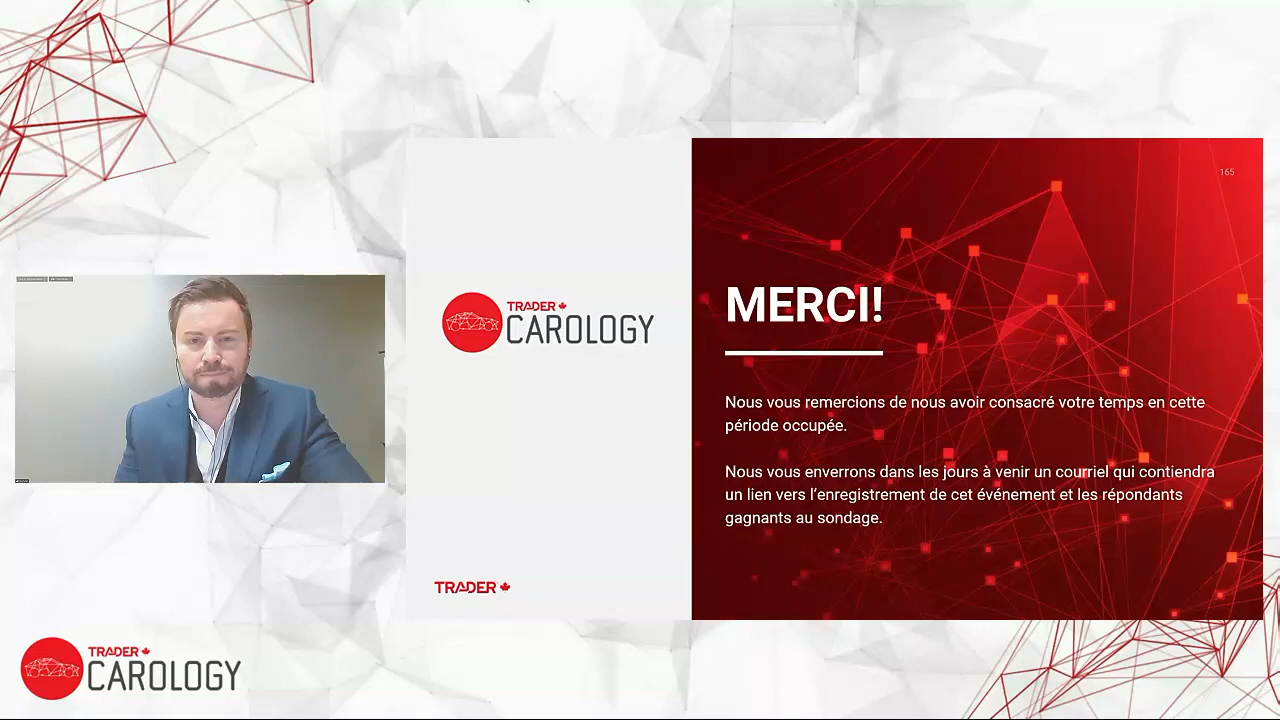 165
TRADER
CAROLOGY
MERCI!
Nous vous remercions de nous avoir consacré votre temps en cette
période occupée.
Nous vous enverrons dans les jours à venir un courriel qui contiendra
un lien vers l’enregistrement de cet événement et les répondants
gagnants au sondage.
TRADER
TRADER
CAROLOGY